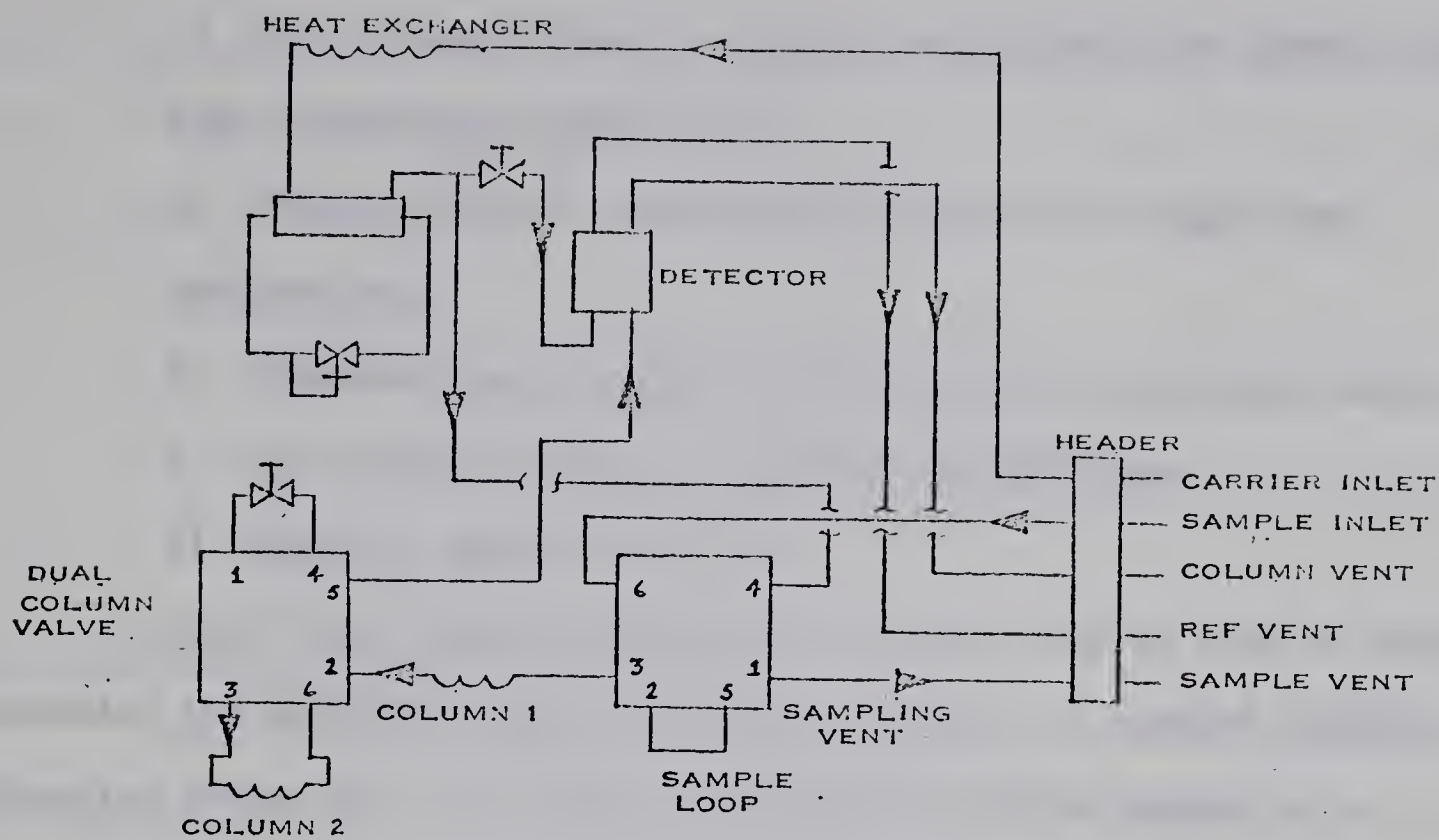 HEAT EXCHANGER
DETECTOR
HEADER
CARRIER INLET
SAMPLE INLET
COLUMN VENT
REF VENT
SAMPLE VENT
DUAL
COLUMN
VALVE
1 4
5
2
3 6
COLUMN 1
COLUMN 2
6 4
3 1
2 5
SAMPLING
VENT
SAMPLE
LOOP